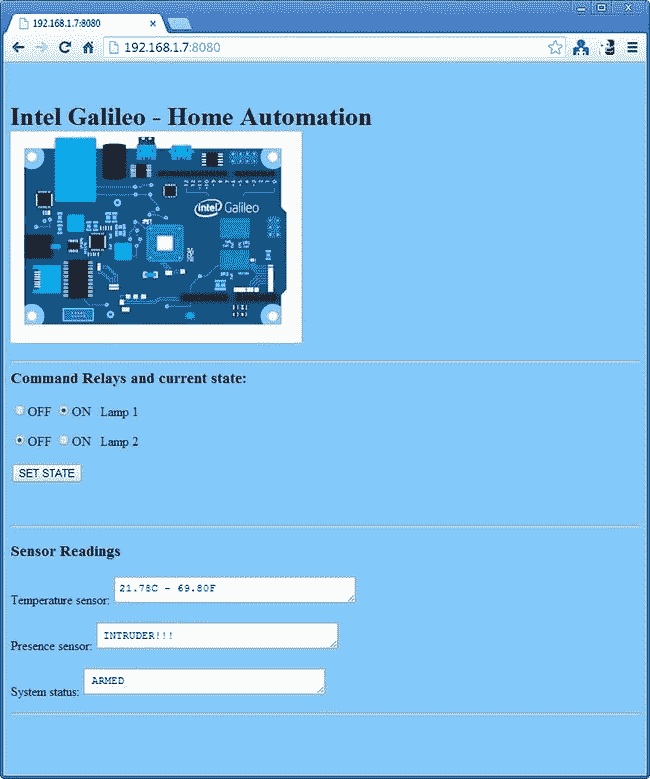 192.168.1.7:8080
192.168.1.7:8080
Intel Galileo - Home Automation
intel Galileo
Command Relays and current state:
OFF ON Lamp 1
OFF ON Lamp 2
SET STATE
Sensor Readings
Temperature sensor: 21.78C - 69.80F
Presence sensor: INTRUDER!!!
System status: ARMED